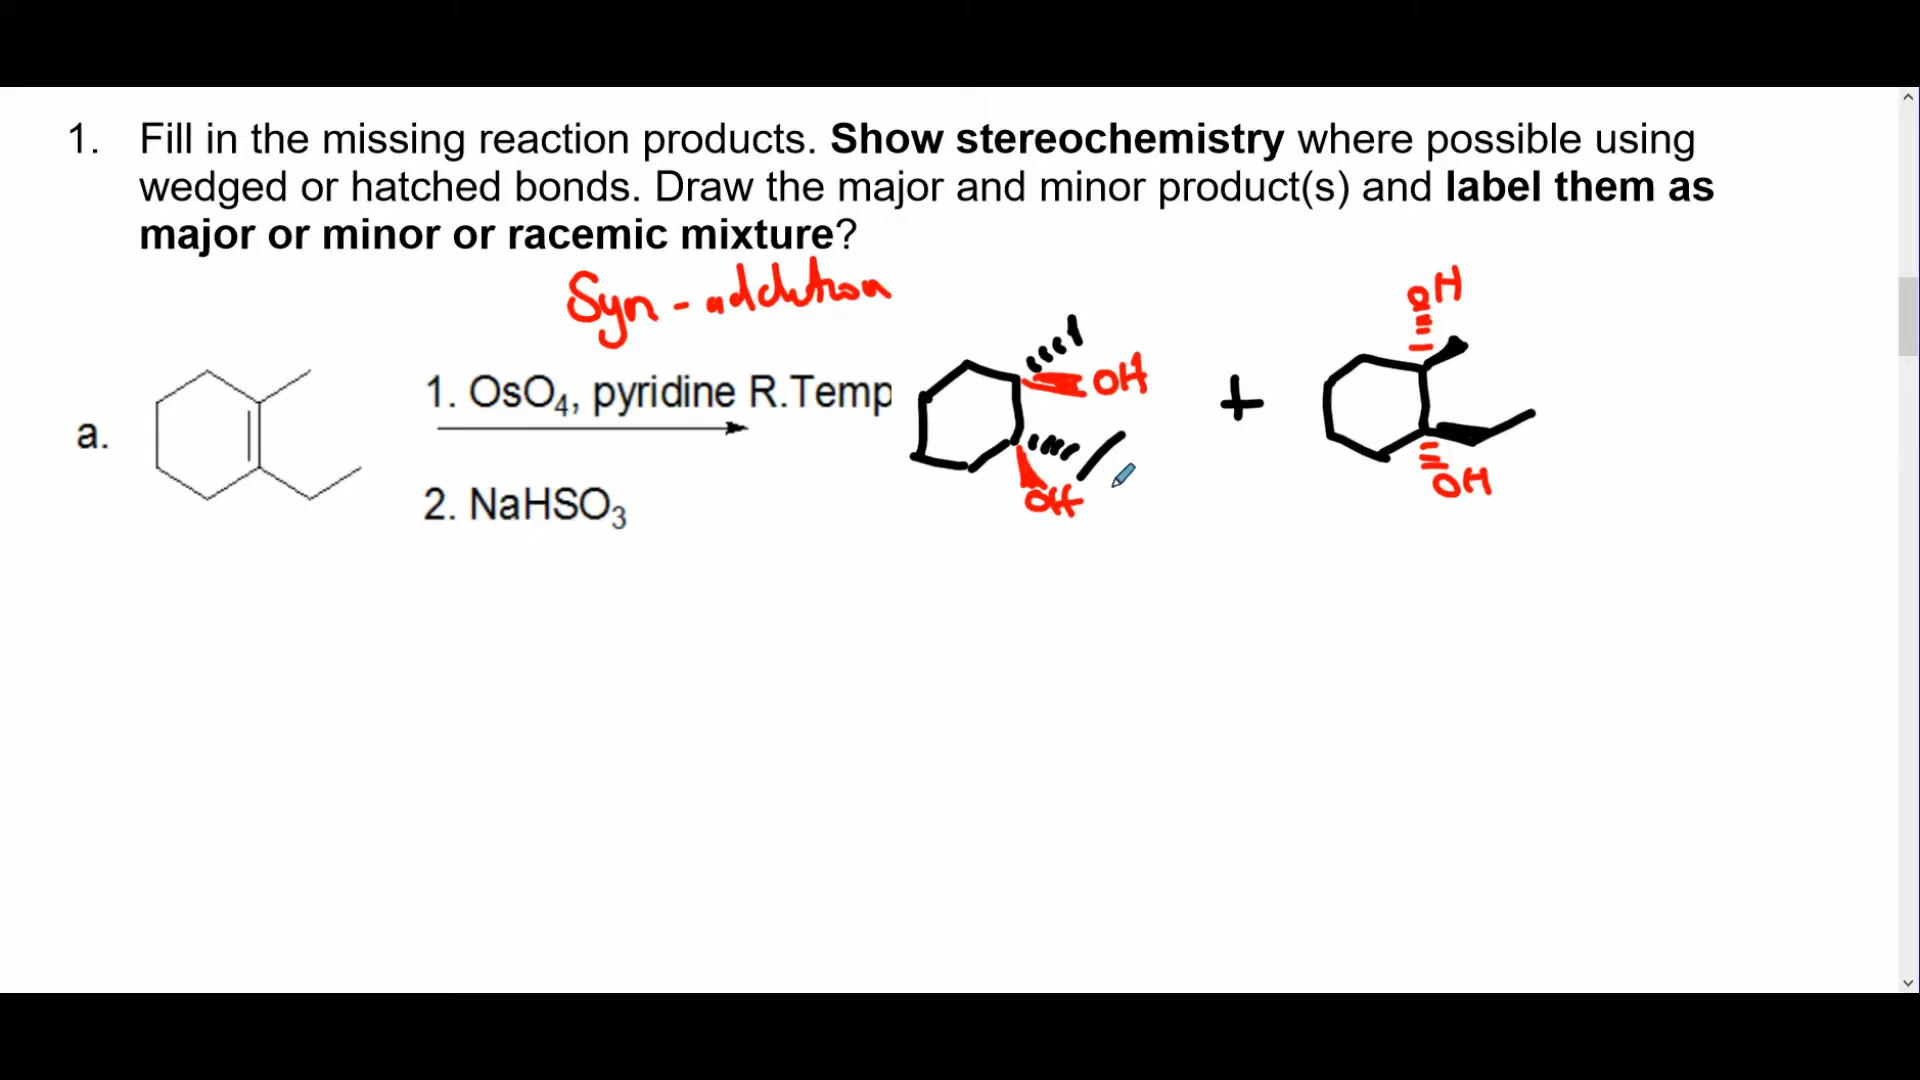 1. Fill in the missing reaction products. Show stereochemistry where possible using
wedged or hatched bonds. Draw the major and minor product(s) and label them as
major or minor or racemic mixture?
Syn - addition
OH
a.
1. OsO₄, pyridine R.Temp
OH
+
2. NaHSO₃
OH
OH